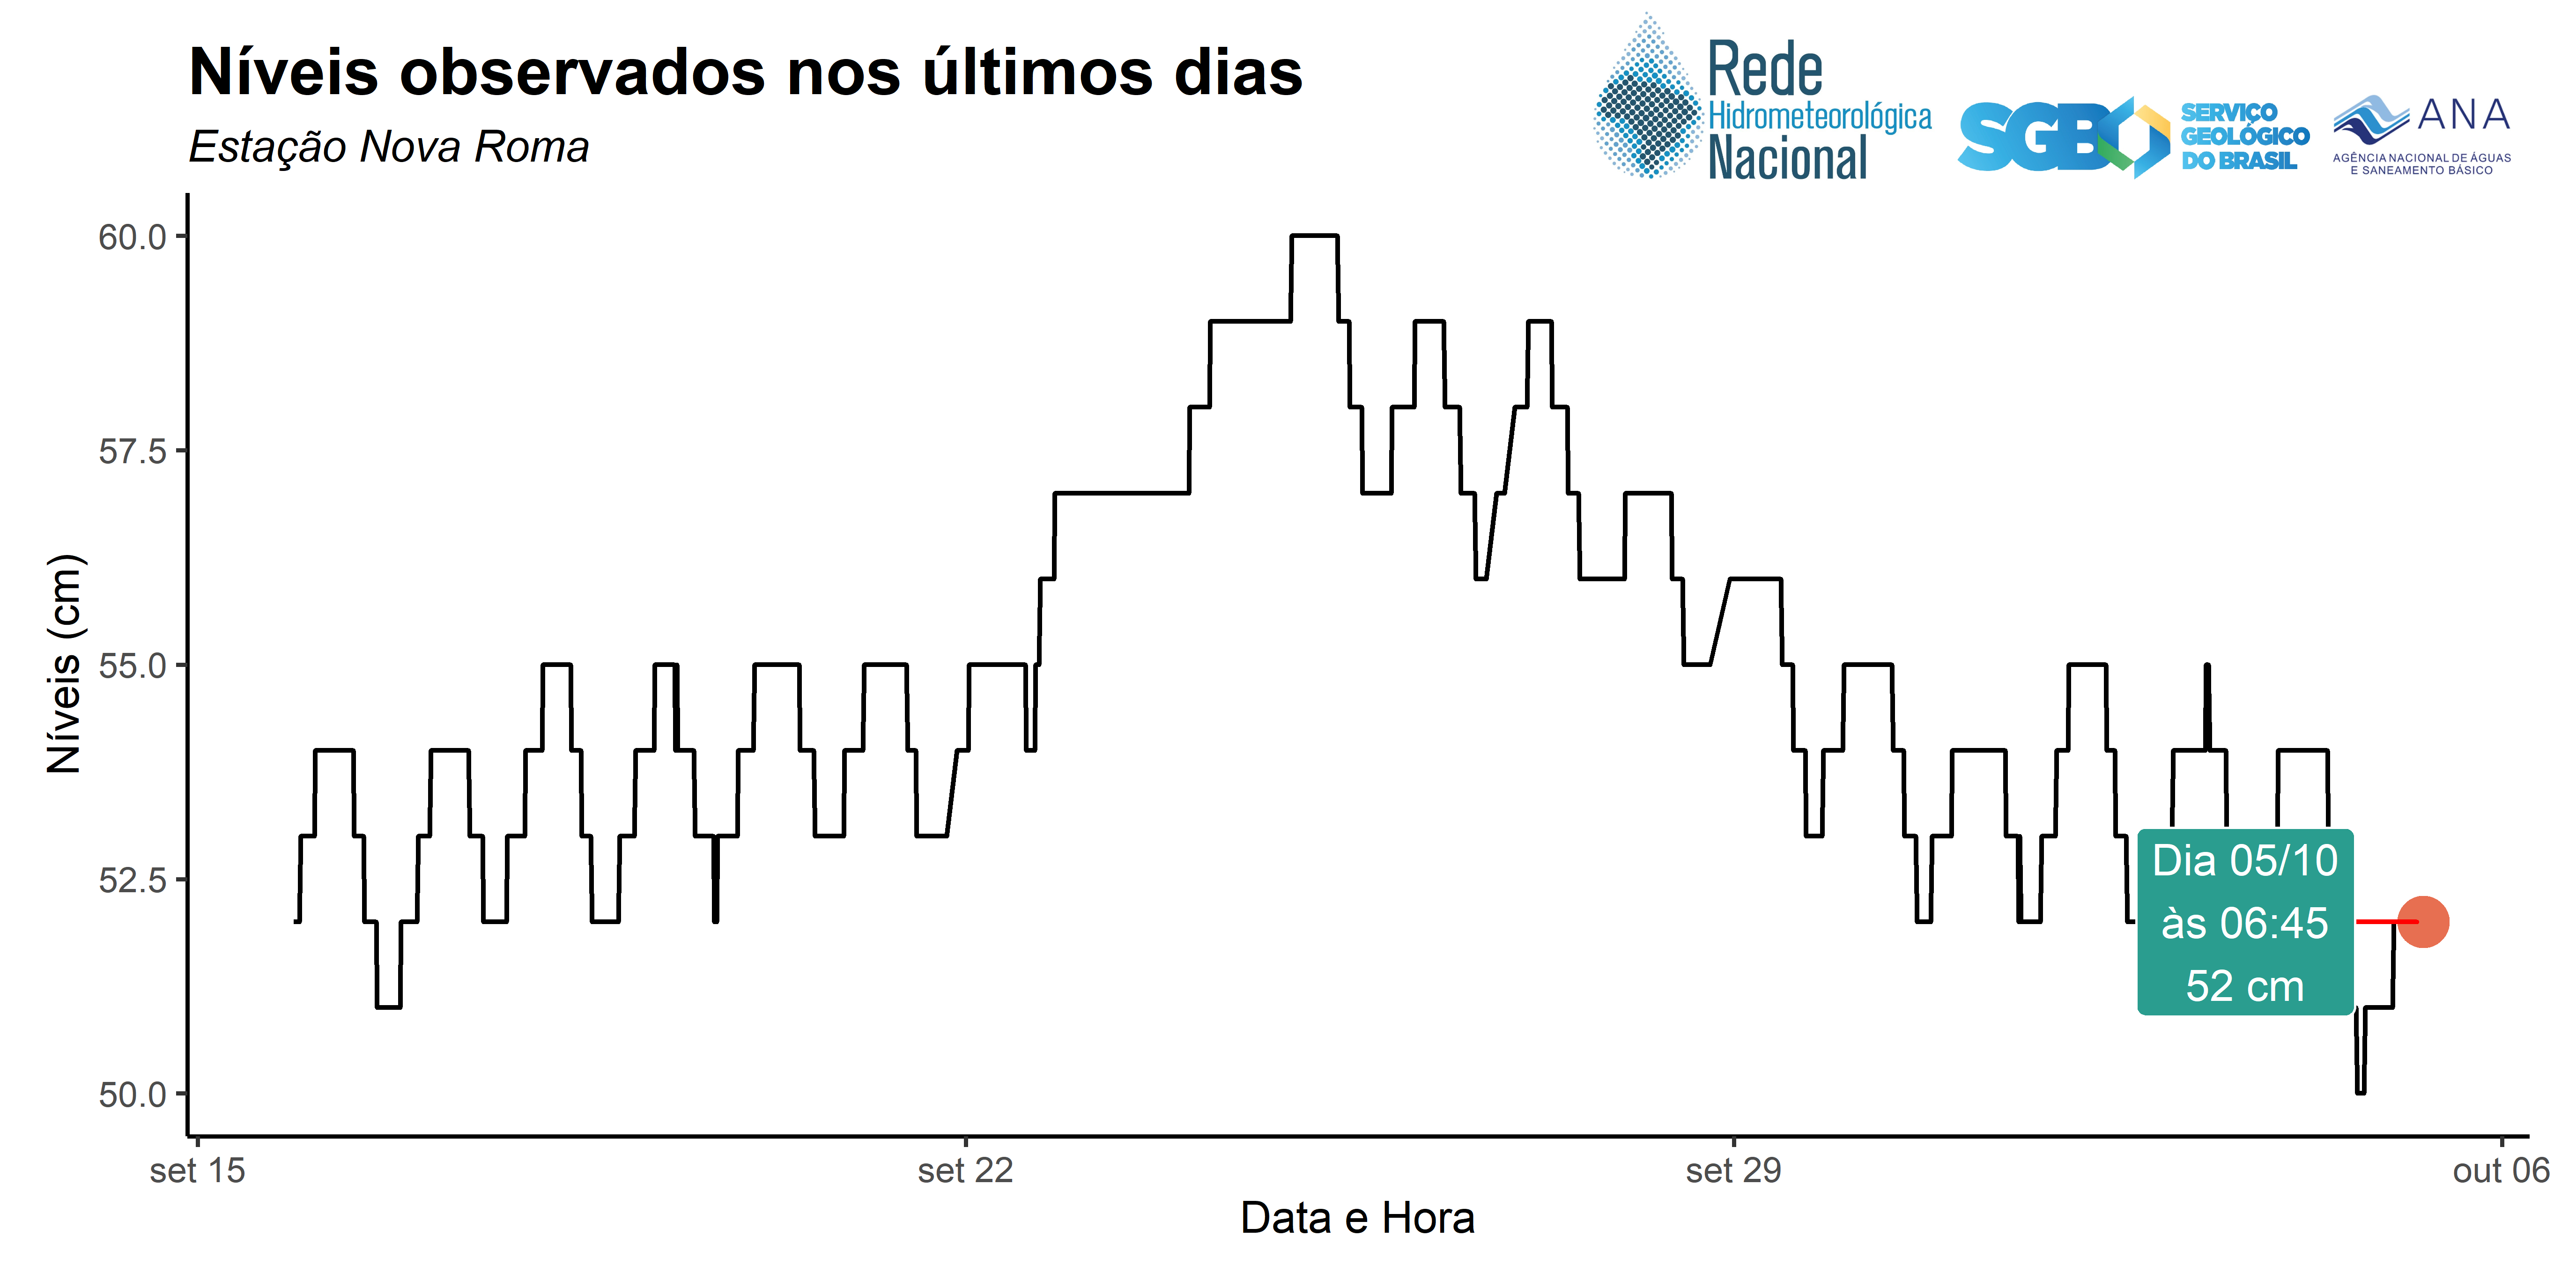 Níveis observados nos últimos dias
Estação Nova Roma
Rede
Hidrometeorológica
Nacional
SGB
SERVIÇO
GEOLÓGICO
DO BRASIL
ANA
AGÊNCIA NACIONAL DE ÁGUAS
E SANEAMENTO BÁSICO
Níveis (cm)
60.0
57.5
55.0
52.5
50.0
Dia 05/10
às 06:45
52 cm
set 15
set 22
set 29
out 06
Data e Hora